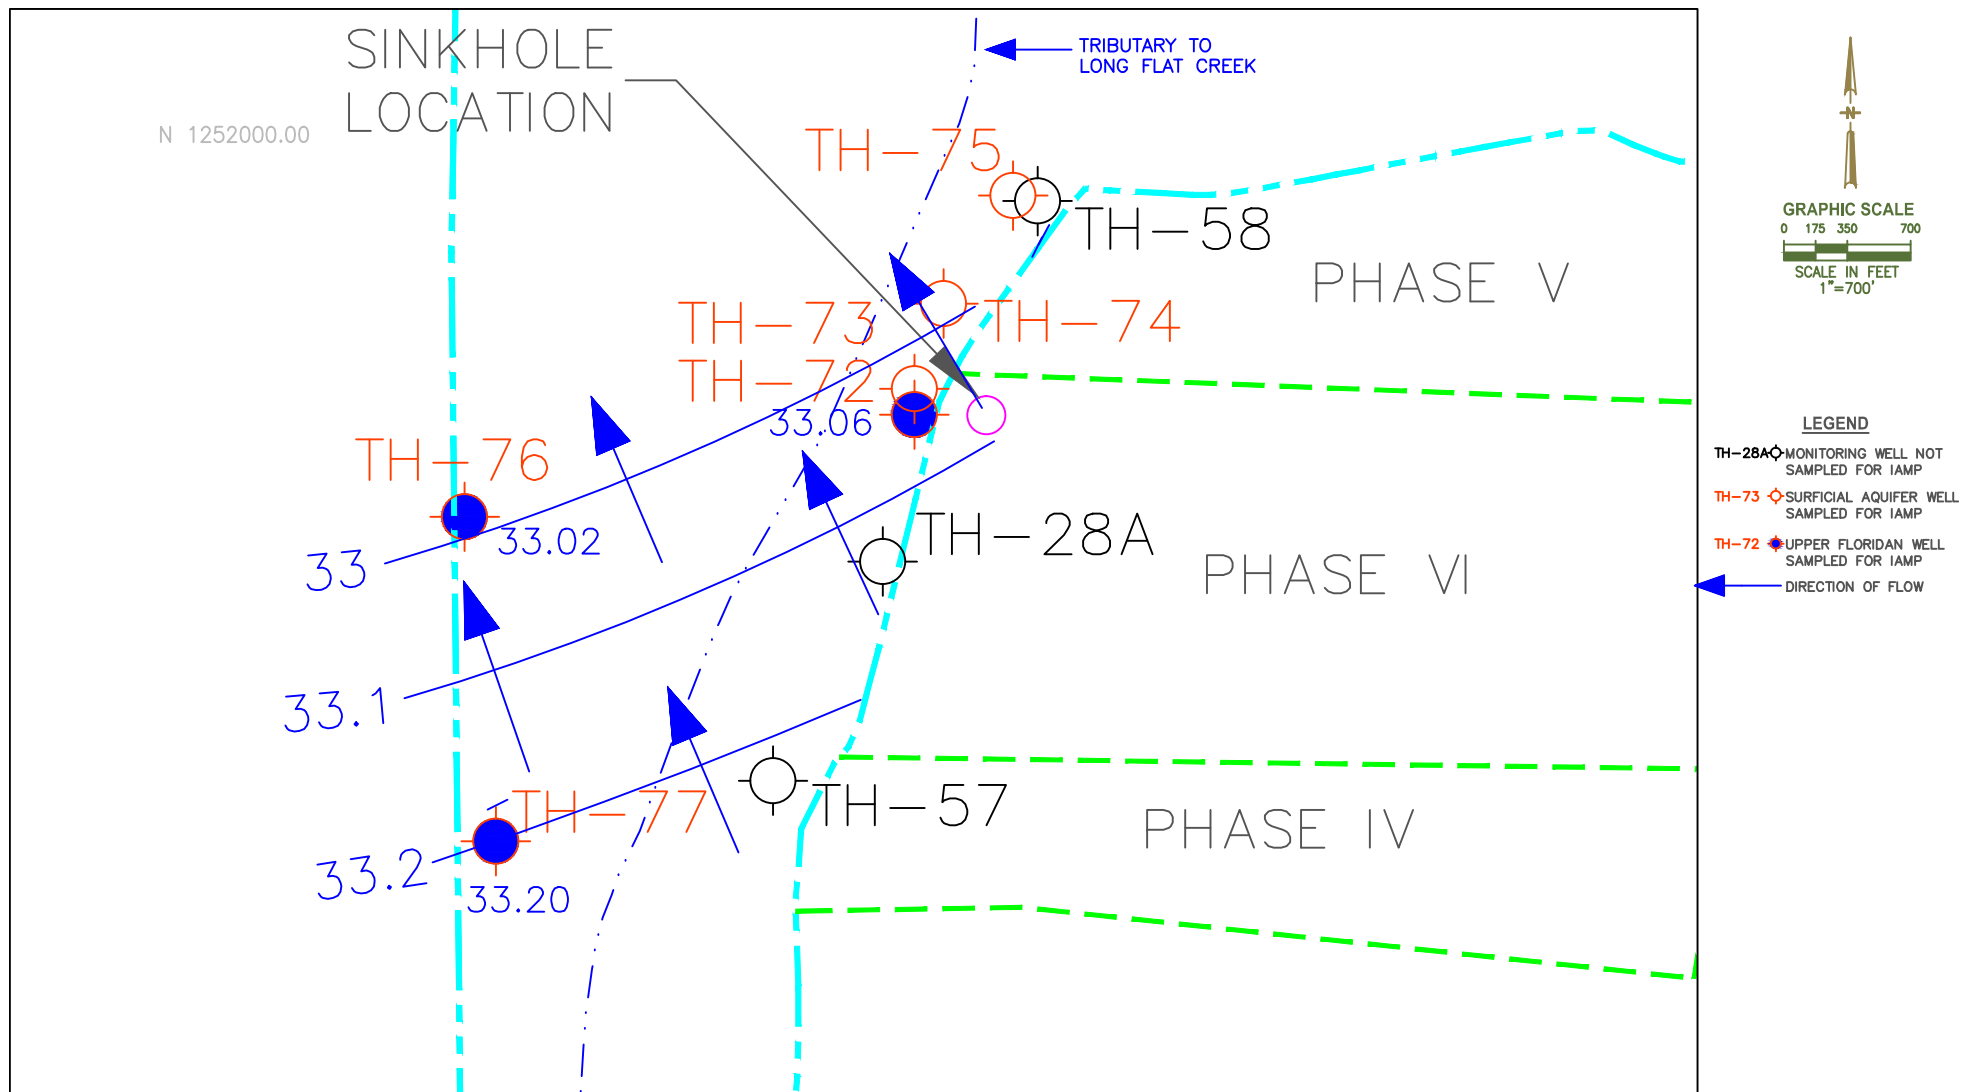 SINKHOLE
LOCATION
TRIBUTARY TO
LONG FLAT CREEK
N 1252000.00
TH-75
TH-58
PHASE V
TH-73
TH-74
TH-72
33.06
TH-76
33.02
33
TH-28A
PHASE VI
33.1
TH-77
TH-57
PHASE IV
33.2
33.20
N
GRAPHIC SCALE
0 175 350 700
SCALE IN FEET
1"=700'
LEGEND
TH-28A MONITORING WELL NOT
SAMPLED FOR IAMP
TH-73 SURFICIAL AQUIFER WELL
SAMPLED FOR IAMP
TH-72 UPPER FLORIDAN WELL
SAMPLED FOR IAMP
DIRECTION OF FLOW